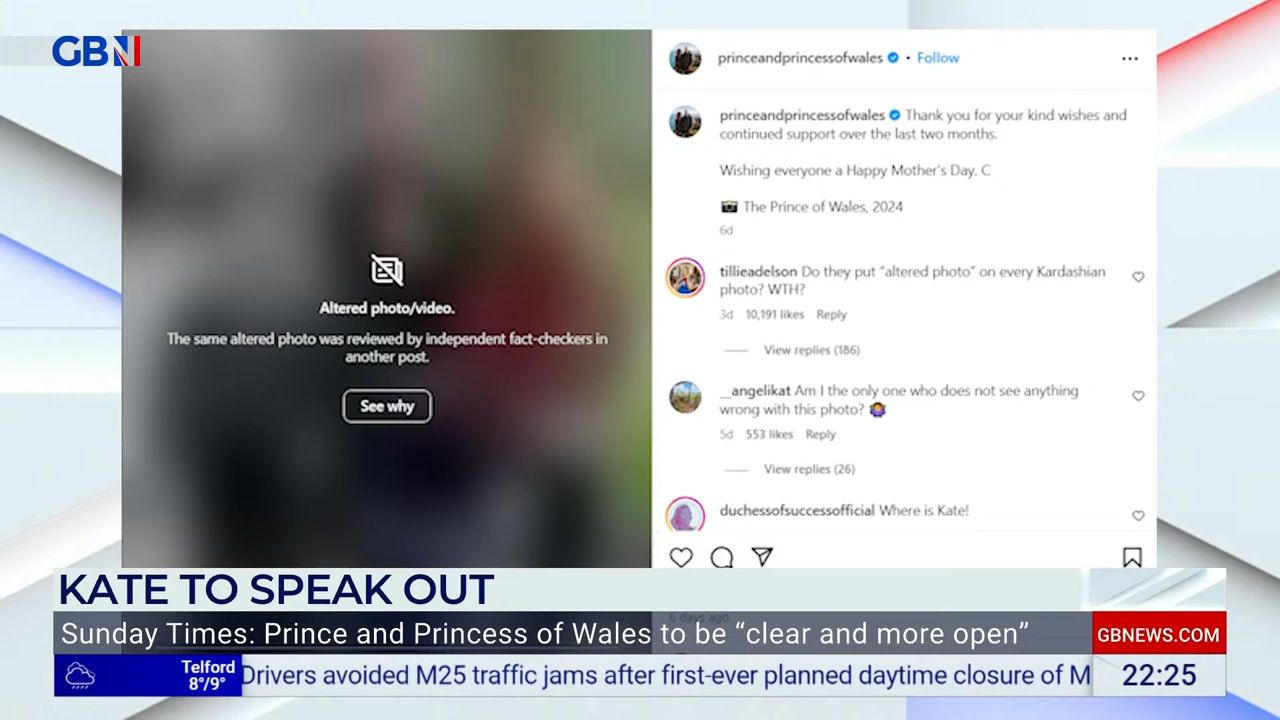 GBN
princeandprincessofwales • Follow
princeandprincessofwales Thank you for your kind wishes and
continued support over the last two months.
Wishing everyone a Happy Mother's Day. C
📷 The Prince of Wales, 2024
6d
Altered photo/video.
The same altered photo was reviewed by independent fact-checkers in
another post.
See why
tillieadelson Do they put "altered photo" on every Kardashian
photo? WTH?
3d 10,191 likes Reply
View replies (186)
__angelikat Am I the only one who does not see anything
wrong with this photo? 🤷
5d 553 likes Reply
View replies (26)
duchessofsuccessofficial Where is Kate!
6 days ago
KATE TO SPEAK OUT
Sunday Times: Prince and Princess of Wales to be “clear and more open”
GBNEWS.COM
Telford
8°/9°
Drivers avoided M25 traffic jams after first-ever planned daytime closure of M
22:25